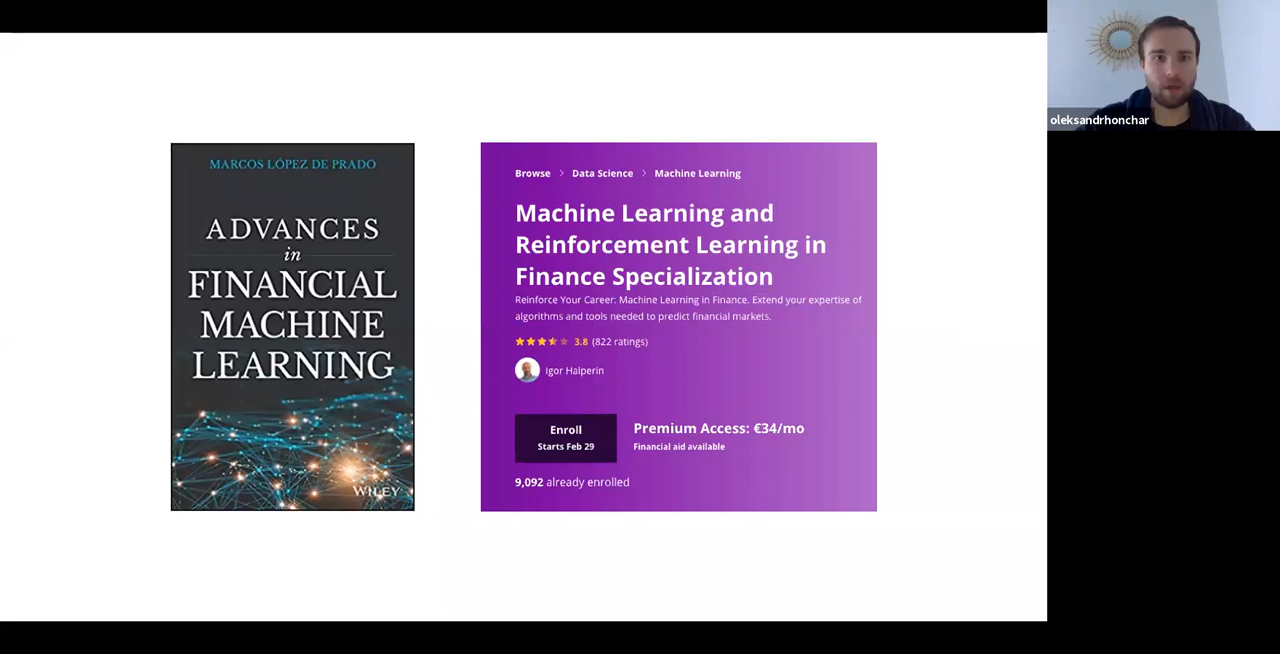 MARCOS LÓPEZ DE PRADO
ADVANCES
in
FINANCIAL
MACHINE
LEARNING
WILEY
Browse > Data Science > Machine Learning
Machine Learning and
Reinforcement Learning in
Finance Specialization
Reinforce Your Career: Machine Learning in Finance. Extend your expertise of
algorithms and tools needed to predict financial markets.
3.8 (822 ratings)
Igor Halperin
Enroll
Starts Feb 29
Premium Access: €34/mo
Financial aid available
9,092 already enrolled
oleksandrhonchar